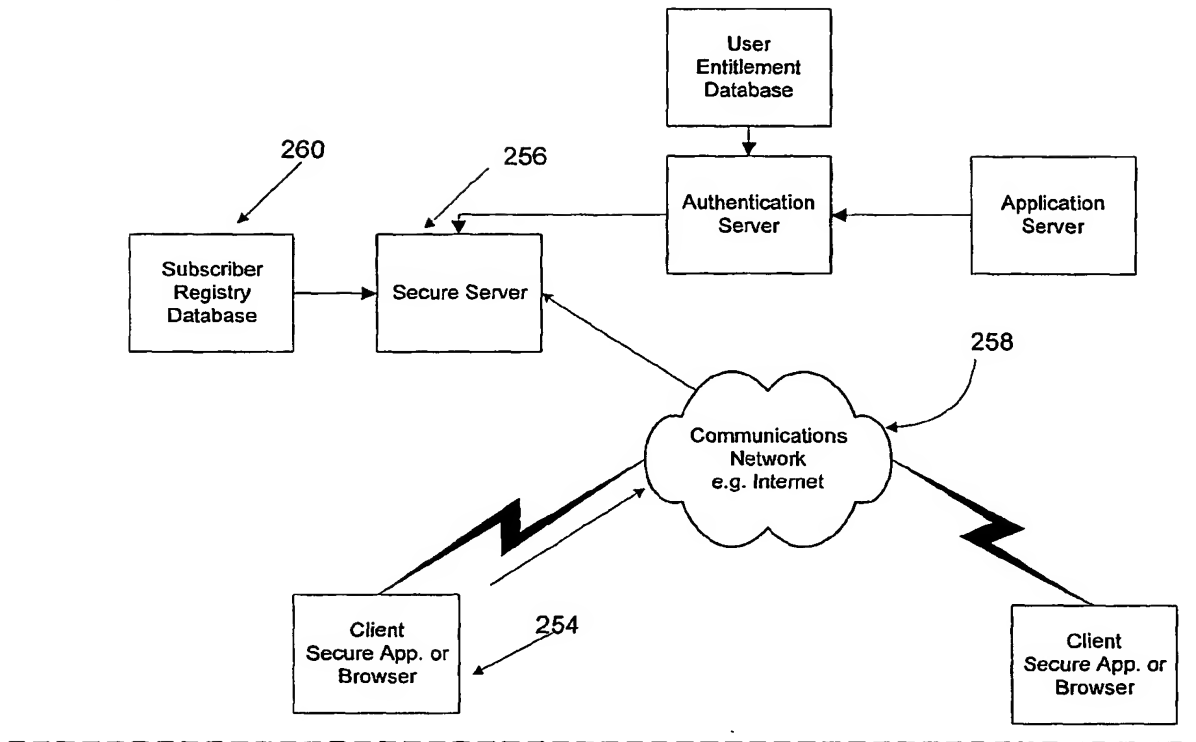 User
Entitlement
Database
260
256
Authentication
Server
Application
Server
Subscriber
Registry
Database
Secure Server
258
Communications
Network
e.g. Internet
Client
Secure App. or
Browser
254
Client
Secure App. or
Browser